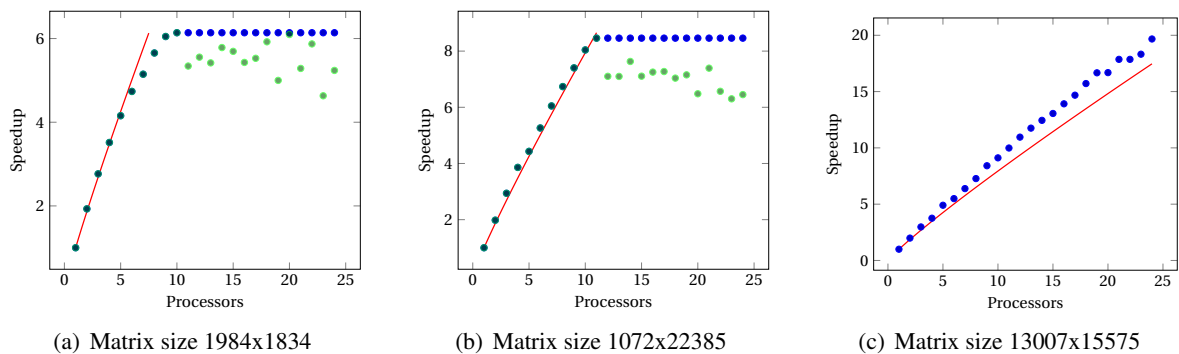 6
4
2
Speedup
0 5 10 15 20 25
Processors
(a) Matrix size 1984x1834
8
6
4
2
Speedup
0 5 10 15 20 25
Processors
(b) Matrix size 1072x22385
20
15
10
5
0
Speedup
0 5 10 15 20 25
Processors
(c) Matrix size 13007x15575